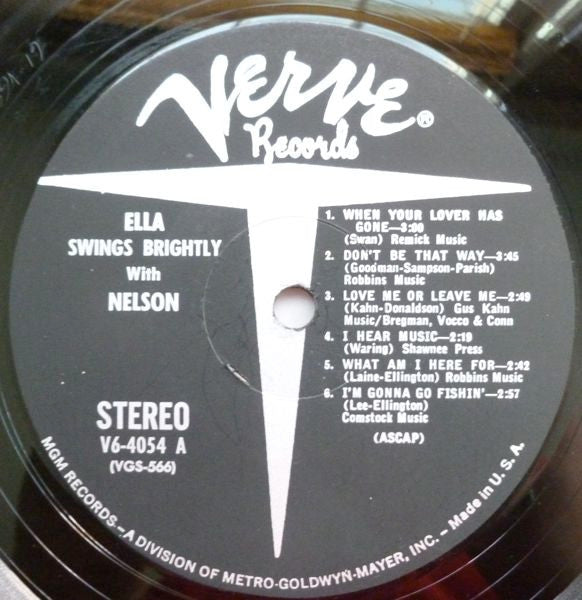 VERVE®
Records
ELLA
SWINGS BRIGHTLY
With
NELSON
STEREO
V6-4054 A
(VGS-566)
1. WHEN YOUR LOVER HAS
GONE—3:00
(Swan) Remick Music
2. DON'T BE THAT WAY—3:45
(Goodman-Sampson-Parish)
Robbins Music
3. LOVE ME OR LEAVE ME—2:49
(Kahn-Donaldson) Gus Kahn
Music/Bregman, Vocco & Conn
4. I HEAR MUSIC—2:19
(Waring) Shawnee Press
5. WHAT AM I HERE FOR—2:42
(Laine-Ellington) Robbins Music
6. I'M GONNA GO FISHIN'—2:57
(Lee-Ellington)
Comstock Music
(ASCAP)
MGM RECORDS—A DIVISION OF METRO-GOLDWYN-MAYER, INC. – Made in U. S. A.